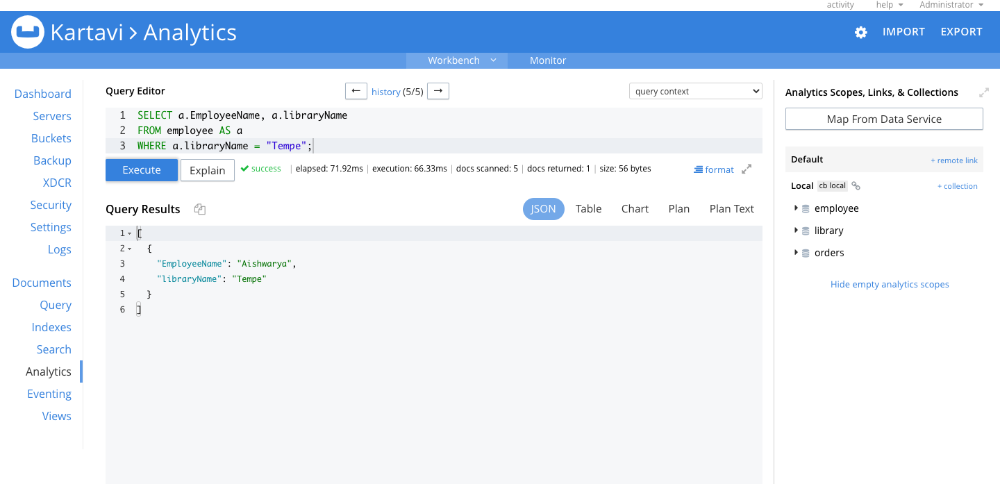 activity help Administrator
Kartavi > Analytics
IMPORT EXPORT
Workbench Monitor
Dashboard
Servers
Buckets
Backup
XDCR
Security
Settings
Logs
Documents
Query
Indexes
Search
Analytics
Eventing
Views
Query Editor
← history (5/5) →
query context
1 SELECT a.EmployeeName, a.libraryName
2 FROM employee AS a
3 WHERE a.libraryName = "Tempe";
Execute Explain success | elapsed: 71.92ms | execution: 66.33ms | docs scanned: 5 | docs returned: 1 | size: 56 bytes format
Query Results JSON Table Chart Plan Plan Text
1 [
2 {
3 "EmployeeName": "Aishwarya",
4 "libraryName": "Tempe"
5 }
6 ]
Analytics Scopes, Links, & Collections
Map From Data Service
Default + remote link
Local cb local + collection
employee
library
orders
Hide empty analytics scopes